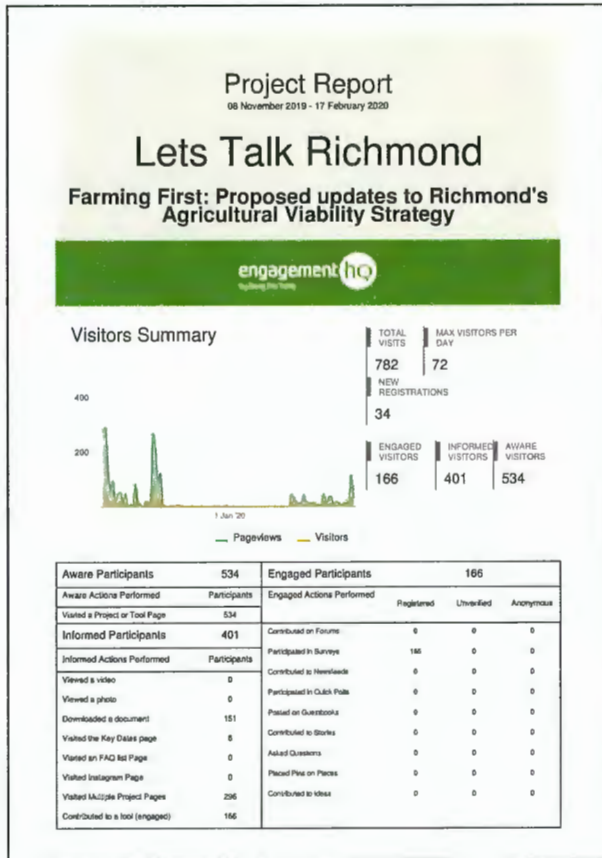 Project Report
08 November 2019 - 17 February 2020
Lets Talk Richmond
Farming First: Proposed updates to Richmond's
Agricultural Viability Strategy
engagement hq
Visitors Summary
TOTAL VISITS
782
MAX VISITORS PER DAY
72
NEW REGISTRATIONS
34
ENGAGED VISITORS
166
INFORMED VISITORS
401
AWARE VISITORS
534
400
200
1 Jan '20
Pageviews Visitors
Aware Participants 534
Aware Actions Performed Participants
Visited a Project or Tool Page 534
Informed Participants 401
Informed Actions Performed Participants
Viewed a video 0
Viewed a photo 0
Downloaded a document 151
Visited the Key Dates page 6
Visited an FAQ list Page 0
Visited Instagram Page 0
Visited Multiple Project Pages 296
Contributed to a tool (engaged) 166
Engaged Participants 166
Engaged Actions Performed
Registered Unverified Anonymous
Contributed on Forums 0 0 0
Participated in Surveys 166 0 0
Contributed to Newsfeeds 0 0 0
Participated in Quick Polls 0 0 0
Posted on Guestbooks 0 0 0
Contributed to Stories 0 0 0
Asked Questions 0 0 0
Placed Pins on Places 0 0 0
Contributed to Ideas 0 0 0